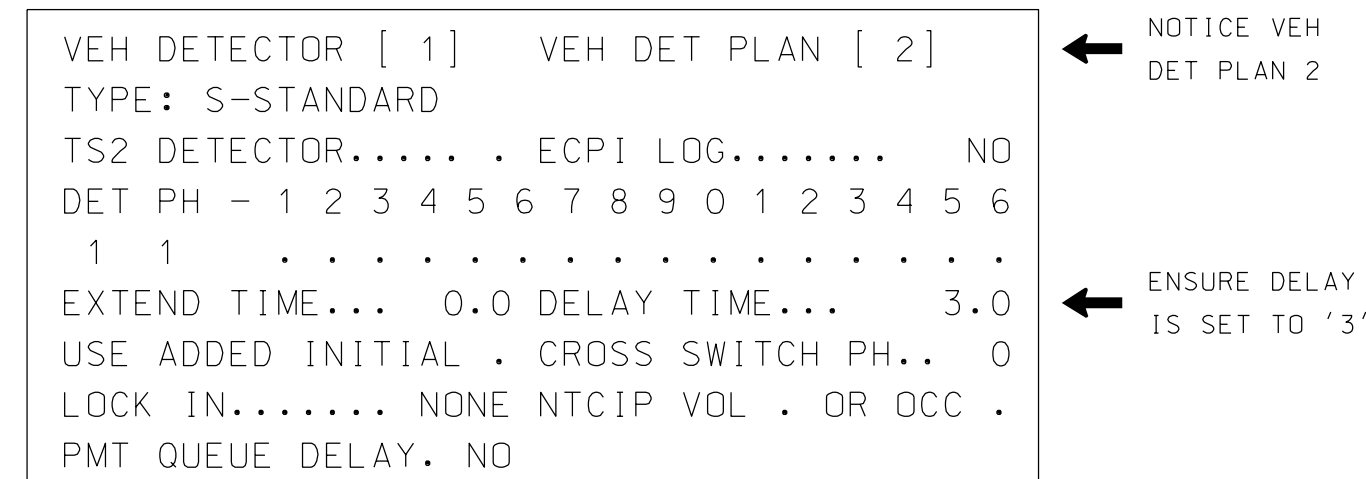 VEH DETECTOR [ 1] VEH DET PLAN [ 2]
TYPE: S-STANDARD
TS2 DETECTOR..... . ECPI LOG....... NO
DET PH - 1 2 3 4 5 6 7 8 9 0 1 2 3 4 5 6
1 1 . . . . . . . . . . . . . . . .
EXTEND TIME... 0.0 DELAY TIME... 3.0
USE ADDED INITIAL . CROSS SWITCH PH.. 0
LOCK IN....... NONE NTCIP VOL . OR OCC .
PMT QUEUE DELAY. NO
NOTICE VEH
DET PLAN 2
ENSURE DELAY
IS SET TO '3'